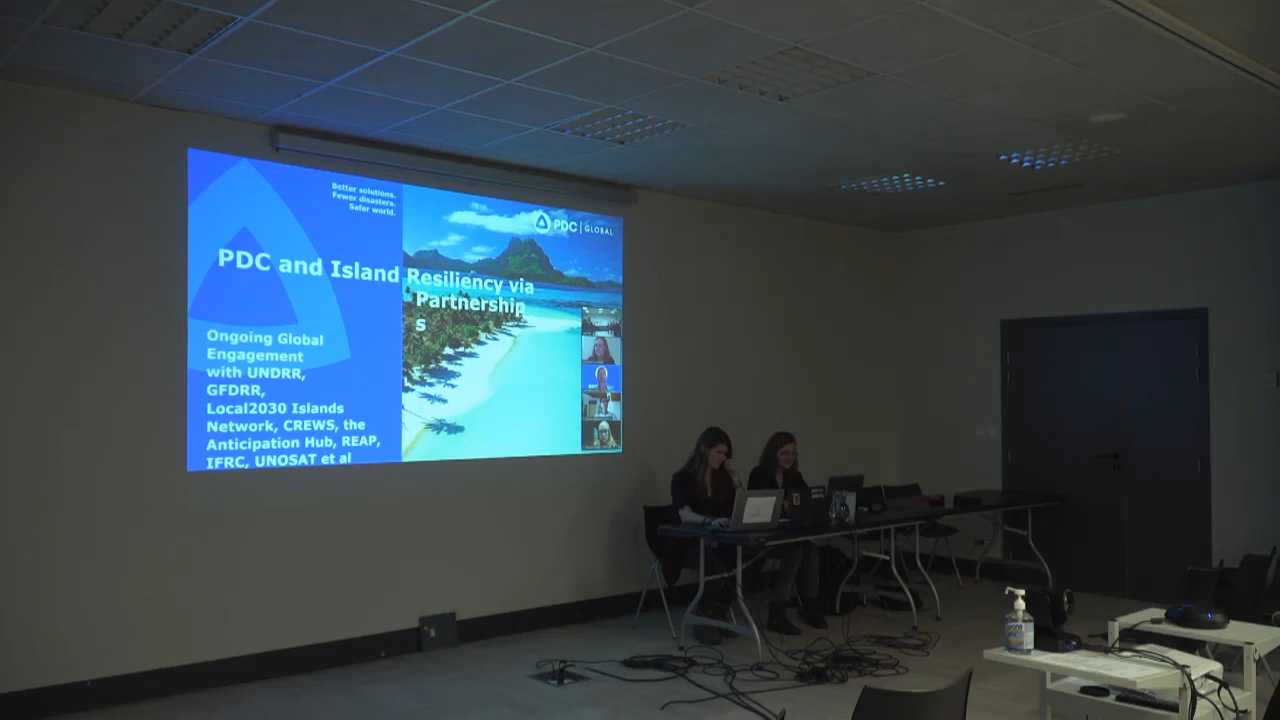 Better solutions.
Fewer disasters.
Safer world.
PDC | GLOBAL
PDC and Island Resiliency via
Partnership
s
Ongoing Global
Engagement
with UNDRR,
GFDRR,
Local2030 Islands
Network, CREWS, the
Anticipation Hub, REAP,
IFRC, UNOSAT et al